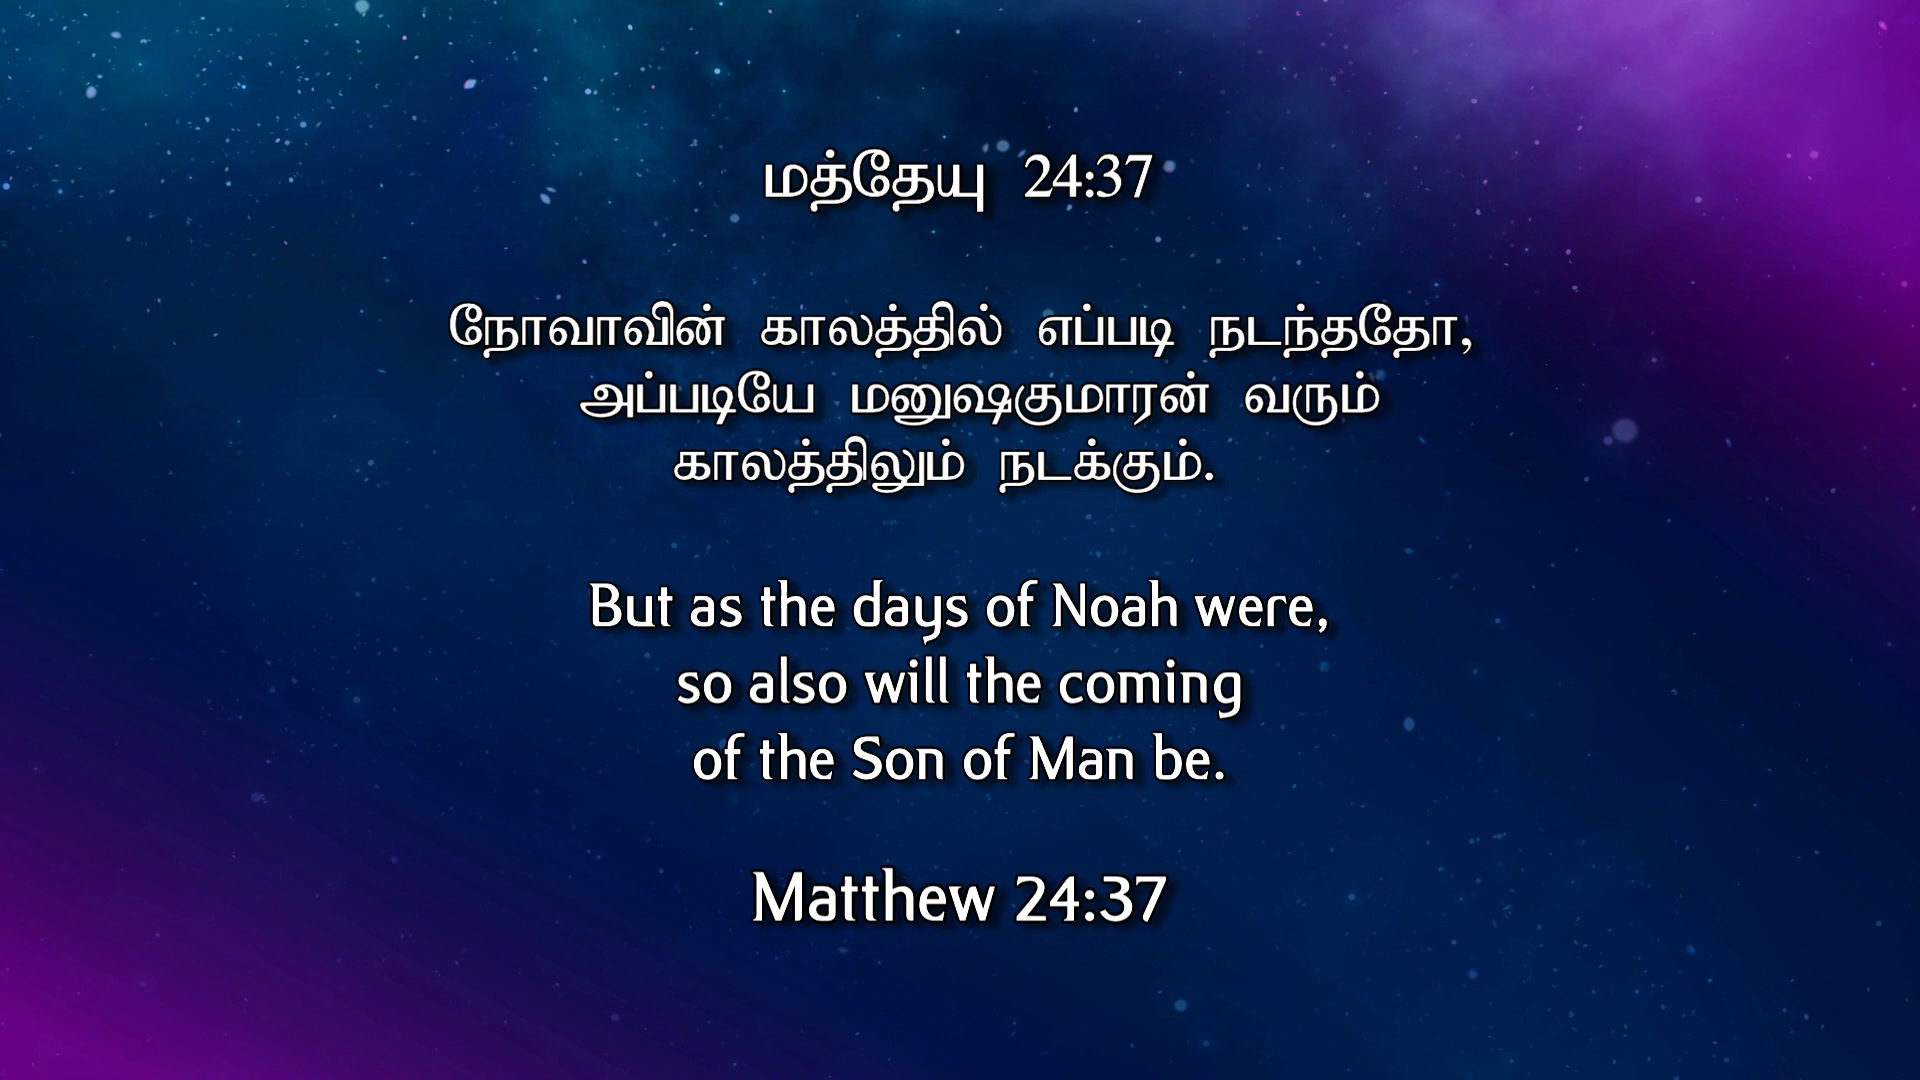 மத்தேயு 24:37
நோவாவின் காலத்தில் எப்படி நடந்ததோ,
அப்படியே மனுஷகுமாரன் வரும்
காலத்திலும் நடக்கும்.
But as the days of Noah were,
so also will the coming
of the Son of Man be.
Matthew 24:37